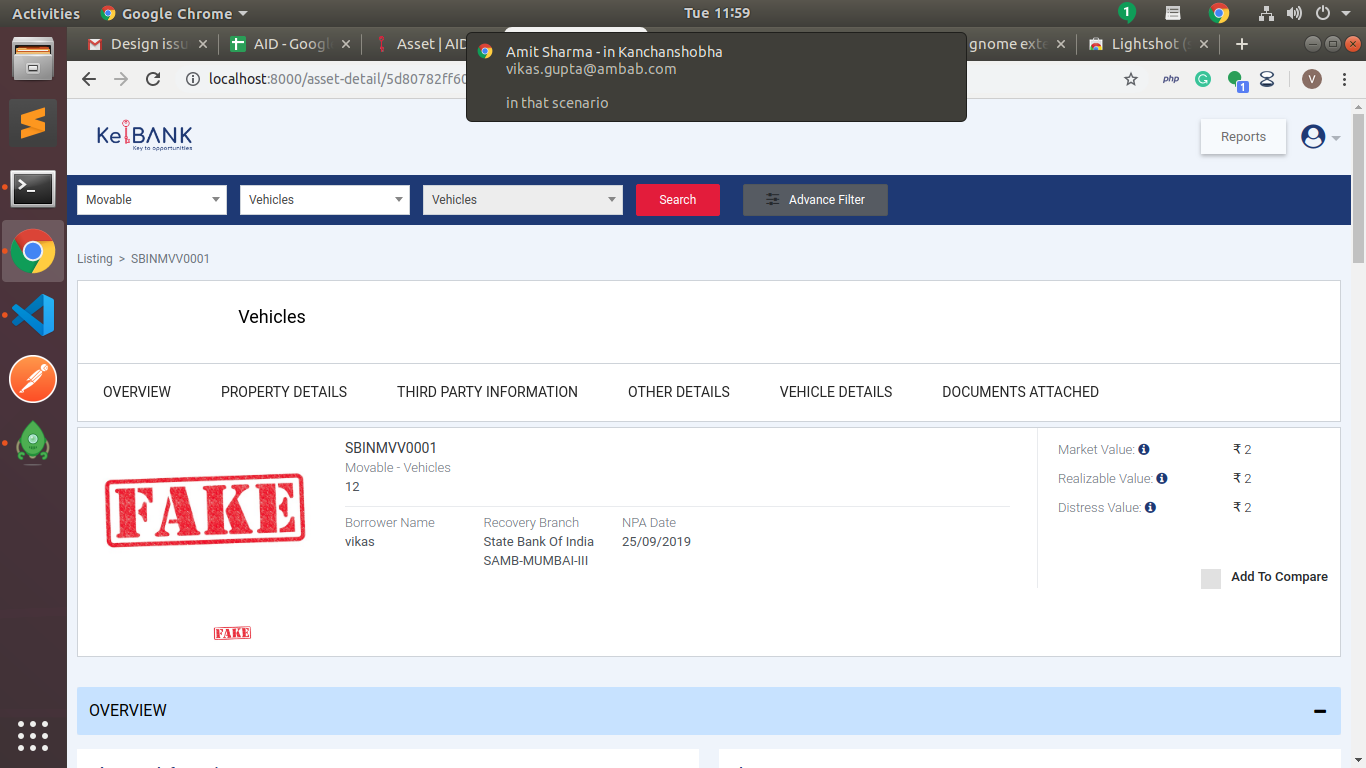 Activities Google Chrome Tue 11:59 1
Design issu AID - Googl Asset | AID gnome exte Lightshot (
Amit Sharma - in Kanchanshobha
vikas.gupta@ambab.com
in that scenario
localhost:8000/asset-detail/5d80782ff60 php 1 V
KeyBANK
Key to opportunities
Reports
Movable Vehicles Vehicles Search Advance Filter
Listing > SBINMVV0001
Vehicles
OVERVIEW PROPERTY DETAILS THIRD PARTY INFORMATION OTHER DETAILS VEHICLE DETAILS DOCUMENTS ATTACHED
FAKE
SBINMVV0001
Movable - Vehicles
12
Borrower Name Recovery Branch NPA Date
vikas State Bank Of India 25/09/2019
SAMB-MUMBAI-III
Market Value: ₹ 2
Realizable Value: ₹ 2
Distress Value: ₹ 2
Add To Compare
FAKE
OVERVIEW